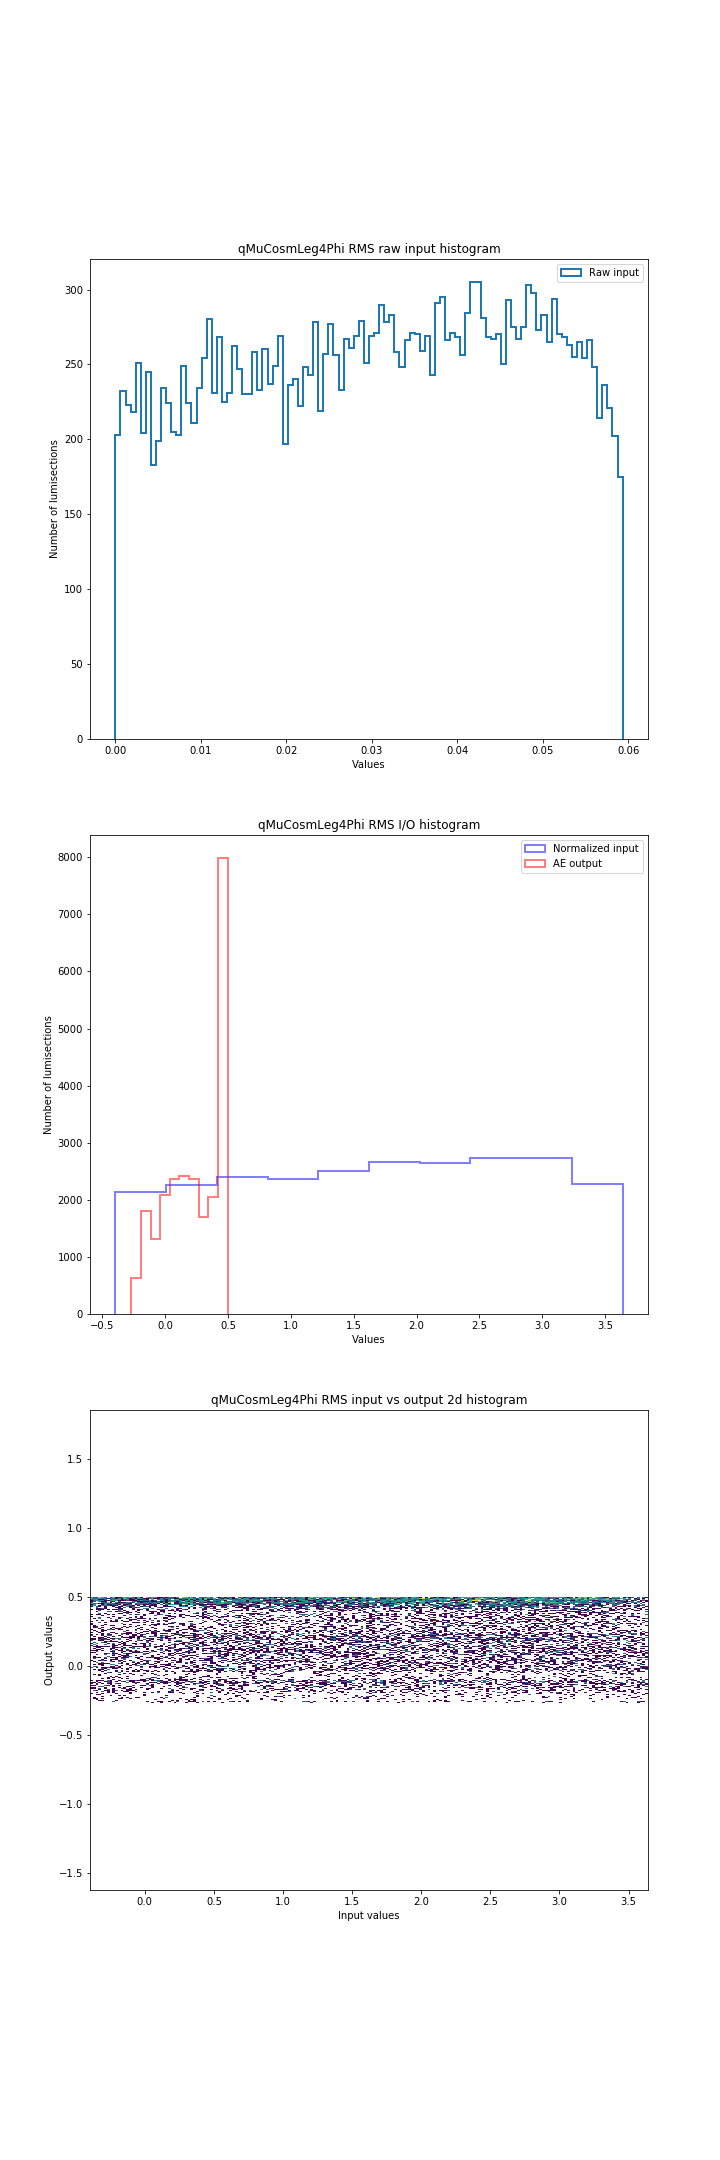 qMuCosmLeg4Phi RMS raw input histogram
Raw input
300
250
200
150
100
50
0
Number of lumisections
0.00 0.01 0.02 0.03 0.04 0.05 0.06
Values
qMuCosmLeg4Phi RMS I/O histogram
Normalized input
AE output
8000
7000
6000
5000
4000
3000
2000
1000
0
Number of lumisections
−0.5 0.0 0.5 1.0 1.5 2.0 2.5 3.0 3.5
Values
qMuCosmLeg4Phi RMS input vs output 2d histogram
1.5
1.0
0.5
0.0
−0.5
−1.0
−1.5
Output values
0.0 0.5 1.0 1.5 2.0 2.5 3.0 3.5
Input values